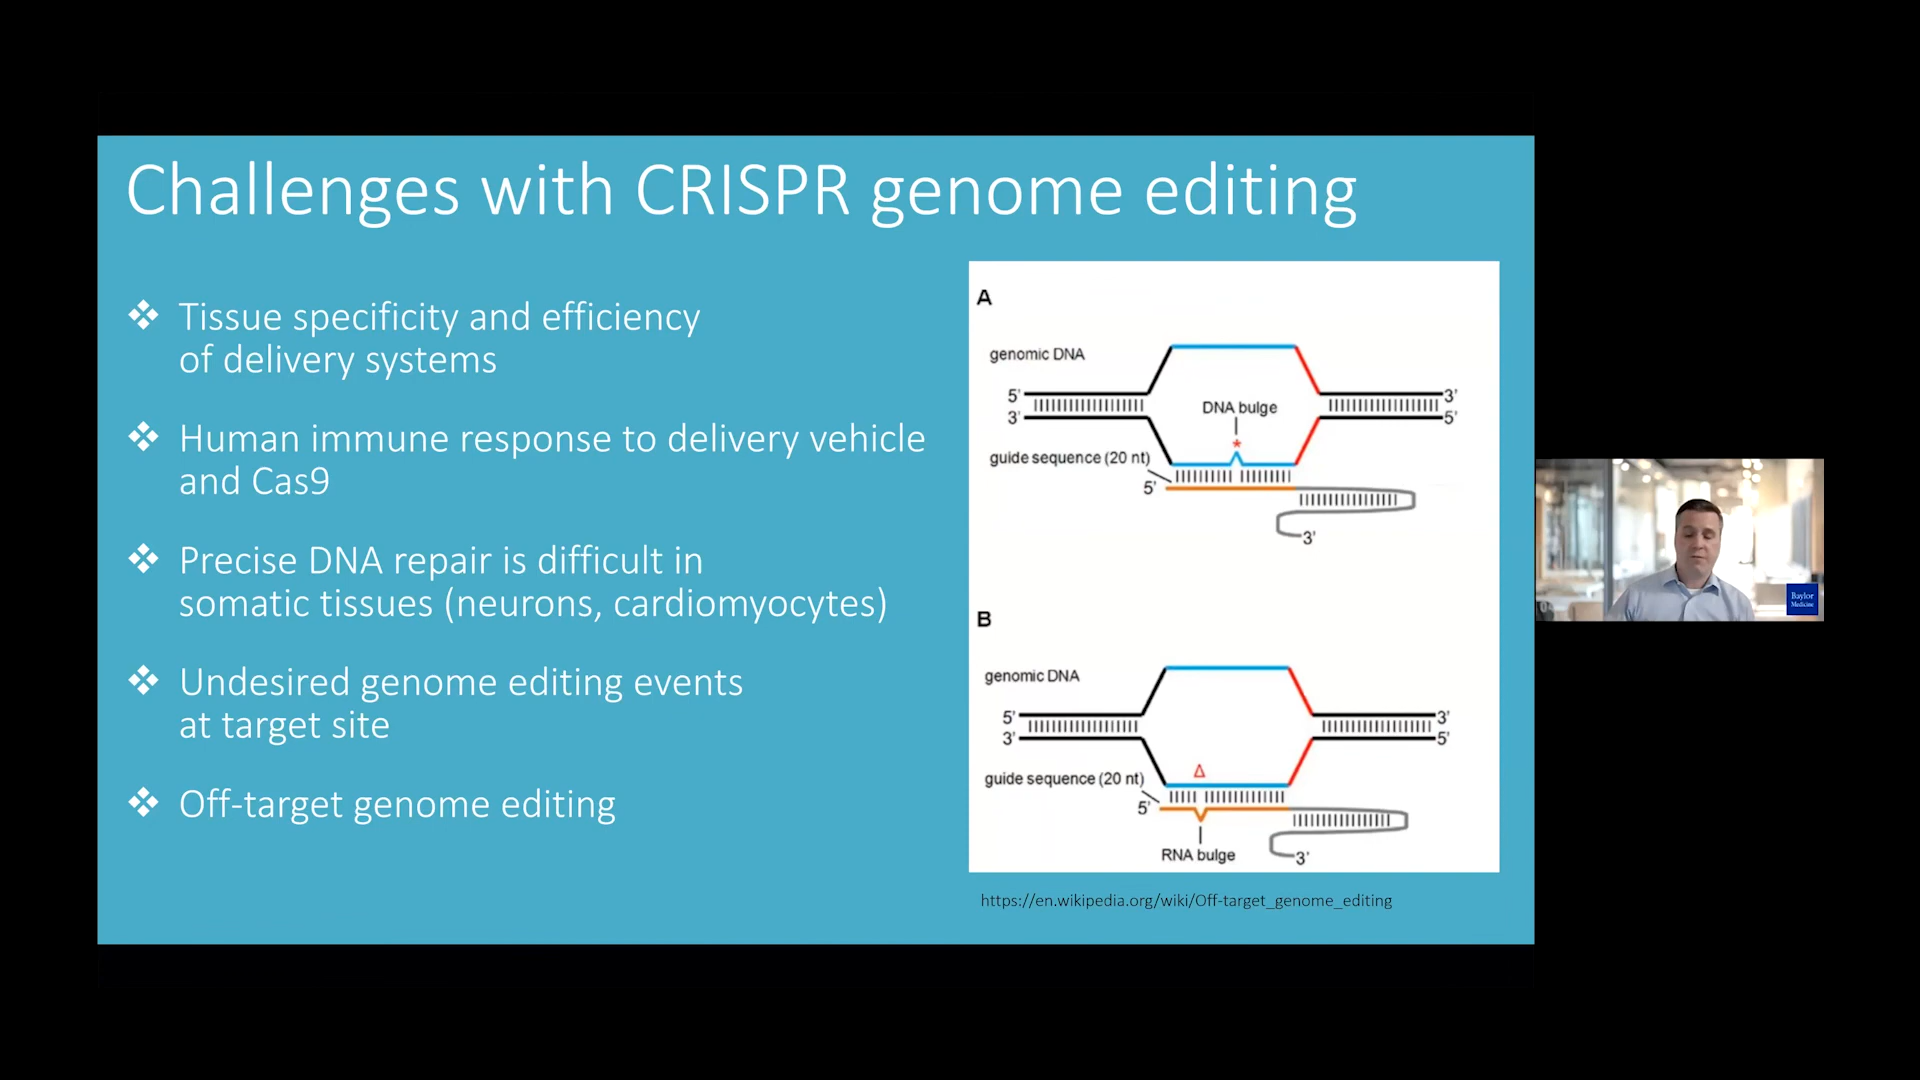 Challenges with CRISPR genome editing
❖ Tissue specificity and efficiency
of delivery systems
❖ Human immune response to delivery vehicle
and Cas9
❖ Precise DNA repair is difficult in
somatic tissues (neurons, cardiomyocytes)
❖ Undesired genome editing events
at target site
❖ Off-target genome editing
A
genomic DNA
5' 3'
3' 5'
DNA bulge
*
guide sequence (20 nt)
5'
3'
B
genomic DNA
5' 3'
3' 5'
Δ
guide sequence (20 nt)
5'
RNA bulge
3'
https://en.wikipedia.org/wiki/Off-target_genome_editing
Baylor
Medicine